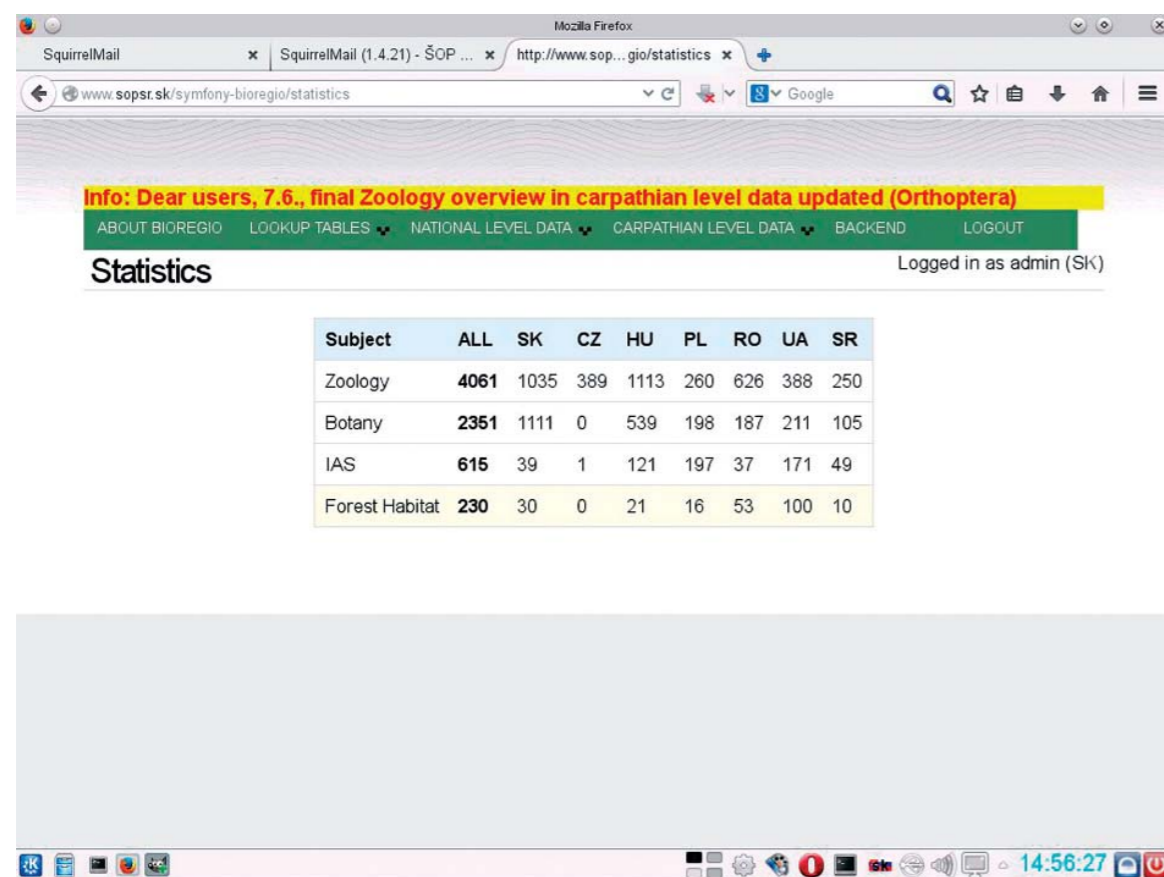 Mozilla Firefox
SquirrelMail SquirrelMail (1.4.21) - ŠOP ... http://www.sop... gio/statistics
www.sopsr.sk/symfony-bioregio/statistics Google
Info: Dear users, 7.6., final Zoology overview in carpathian level data updated (Orthoptera)
ABOUT BIOREGIO LOOKUP TABLES NATIONAL LEVEL DATA CARPATHIAN LEVEL DATA BACKEND LOGOUT
Statistics Logged in as admin (SK)
Subject ALL SK CZ HU PL RO UA SR
Zoology 4061 1035 389 1113 260 626 388 250
Botany 2351 1111 0 539 198 187 211 105
IAS 615 39 1 121 197 37 171 49
Forest Habitat 230 30 0 21 16 53 100 10
sk 14:56:27